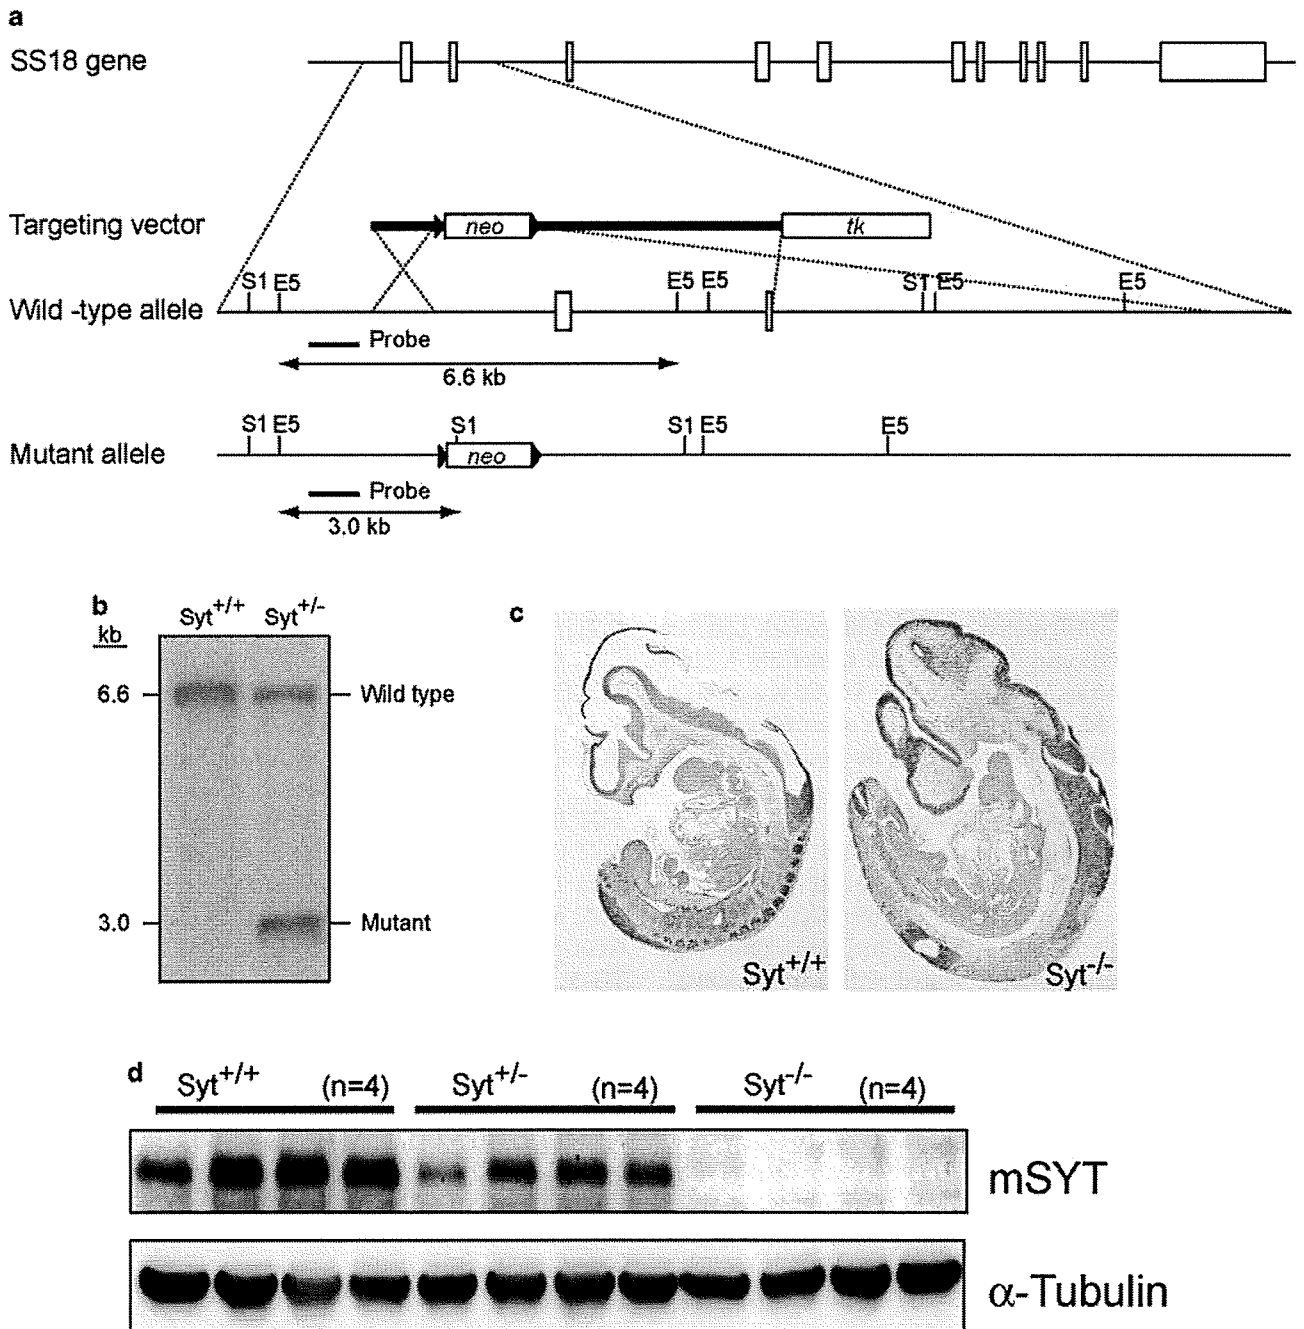 a
SS18 gene
Targeting vector
neo
tk
S1 E5 E5 E5 S1 E5 E5
Wild -type allele
Probe
6.6 kb
S1 E5 S1 S1 E5 E5
Mutant allele
neo
Probe
3.0 kb
b
Syt+/+ Syt+/-
kb
6.6
Wild type
3.0
Mutant
c
Syt+/+
Syt-/-
d
Syt+/+ (n=4) Syt+/- (n=4) Syt-/- (n=4)
mSYT
α-Tubulin